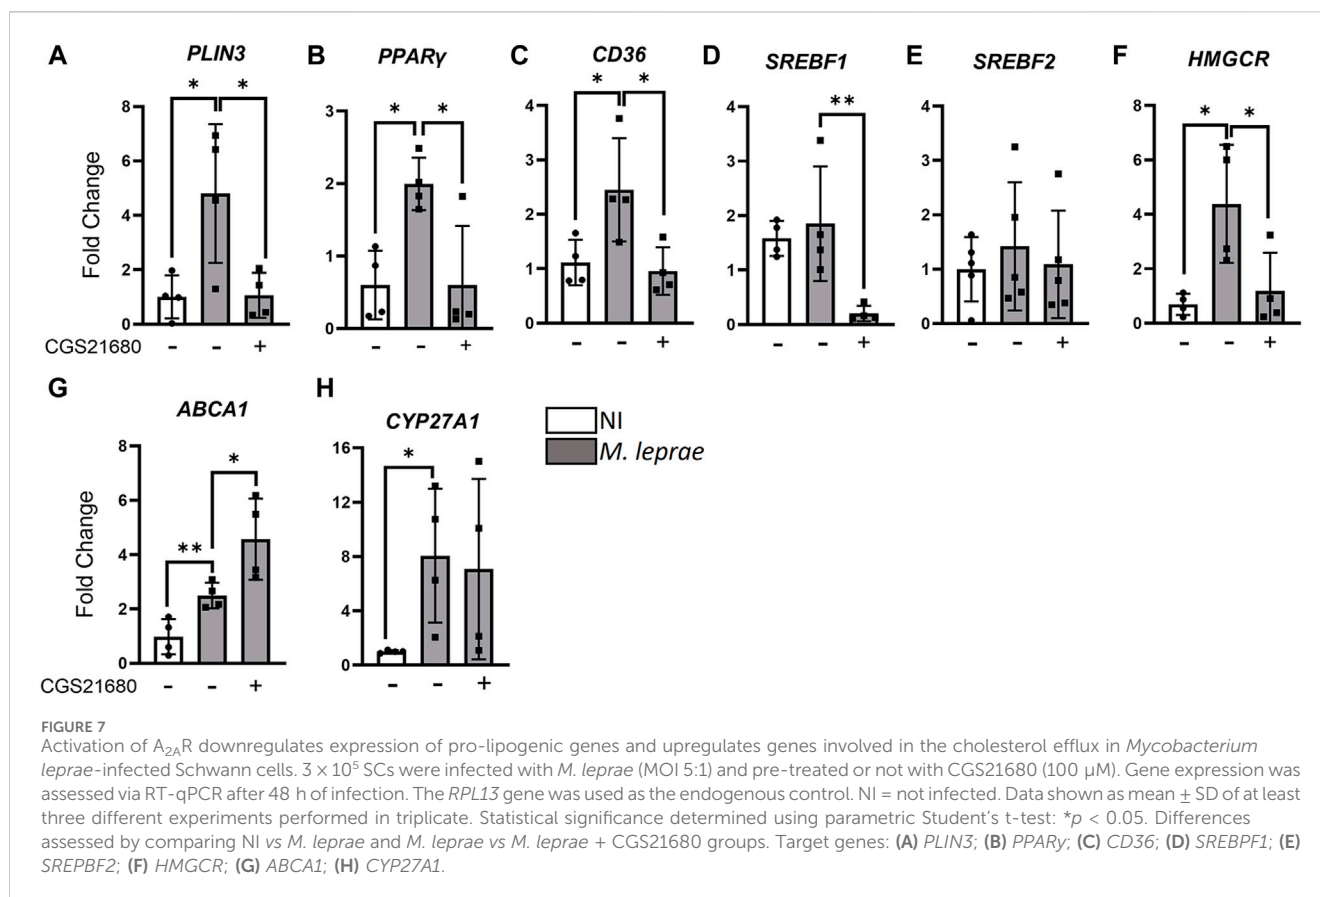 A PLIN3 B PPARγ C CD36 D SREBF1 E SREBF2 F HMGCR
* * * * * * ** * *
Fold Change
8 6 4 2 0
3 2 1 0
4 3 2 1 0
4 3 2 1 0
4 3 2 1 0
8 6 4 2 0
CGS21680 - - + - - + - - + - - + - - + - - +
G ABCA1 H CYP27A1
** * *
Fold Change
8 6 4 2 0
16 12 8 4 0
NI
M. leprae
CGS21680 - - + - - +
FIGURE 7
Activation of A2AR downregulates expression of pro-lipogenic genes and upregulates genes involved in the cholesterol efflux in Mycobacterium
leprae-infected Schwann cells. 3 × 10⁵ SCs were infected with M. leprae (MOI 5:1) and pre-treated or not with CGS21680 (100 μM). Gene expression was
assessed via RT-qPCR after 48 h of infection. The RPL13 gene was used as the endogenous control. NI = not infected. Data shown as mean ± SD of at least
three different experiments performed in triplicate. Statistical significance determined using parametric Student's t-test: *p < 0.05. Differences
assessed by comparing NI vs M. leprae and M. leprae vs M. leprae + CGS21680 groups. Target genes: (A) PLIN3; (B) PPARγ; (C) CD36; (D) SREBPF1; (E)
SREPBF2; (F) HMGCR; (G) ABCA1; (H) CYP27A1.